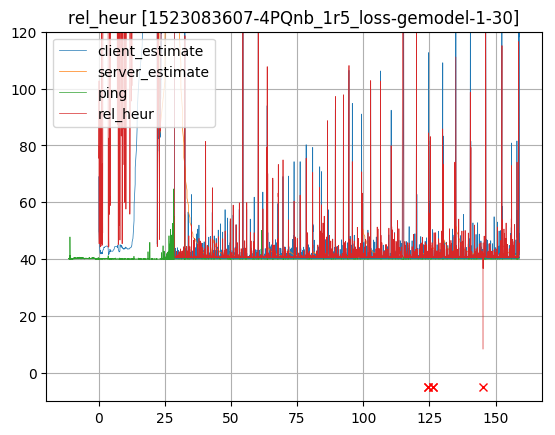 rel_heur [1523083607-4PQnb_1r5_loss-gemodel-1-30]
client_estimate
server_estimate
ping
rel_heur
120
100
80
60
40
20
0
0 25 50 75 100 125 150